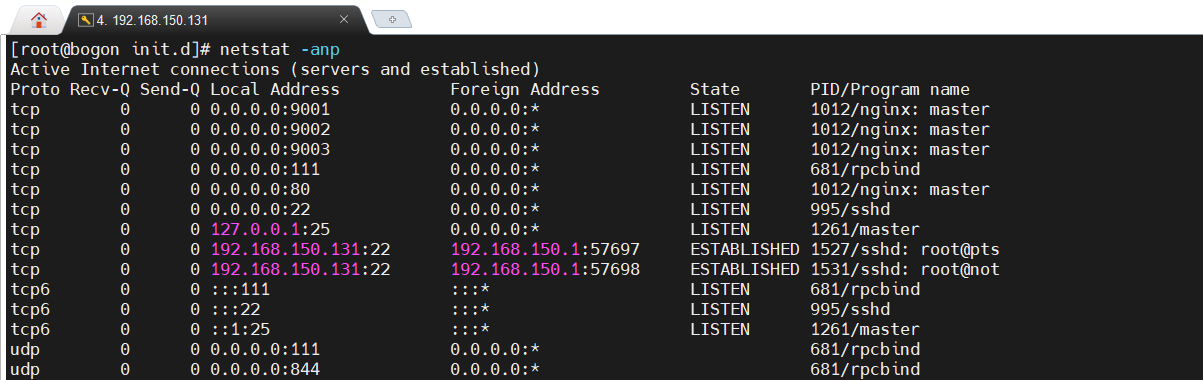 4. 192.168.150.131
[root@bogon init.d]# netstat -anp
Active Internet connections (servers and established)
Proto Recv-Q Send-Q Local Address           Foreign Address         State       PID/Program name
tcp        0      0 0.0.0.0:9001            0.0.0.0:*               LISTEN      1012/nginx: master
tcp        0      0 0.0.0.0:9002            0.0.0.0:*               LISTEN      1012/nginx: master
tcp        0      0 0.0.0.0:9003            0.0.0.0:*               LISTEN      1012/nginx: master
tcp        0      0 0.0.0.0:111             0.0.0.0:*               LISTEN      681/rpcbind
tcp        0      0 0.0.0.0:80              0.0.0.0:*               LISTEN      1012/nginx: master
tcp        0      0 0.0.0.0:22              0.0.0.0:*               LISTEN      995/sshd
tcp        0      0 127.0.0.1:25            0.0.0.0:*               LISTEN      1261/master
tcp        0      0 192.168.150.131:22      192.168.150.1:57697     ESTABLISHED 1527/sshd: root@pts
tcp        0      0 192.168.150.131:22      192.168.150.1:57698     ESTABLISHED 1531/sshd: root@not
tcp6       0      0 :::111                  :::*                    LISTEN      681/rpcbind
tcp6       0      0 :::22                   :::*                    LISTEN      995/sshd
tcp6       0      0 ::1:25                  :::*                    LISTEN      1261/master
udp        0      0 0.0.0.0:111             0.0.0.0:*                           681/rpcbind
udp        0      0 0.0.0.0:844             0.0.0.0:*                           681/rpcbind